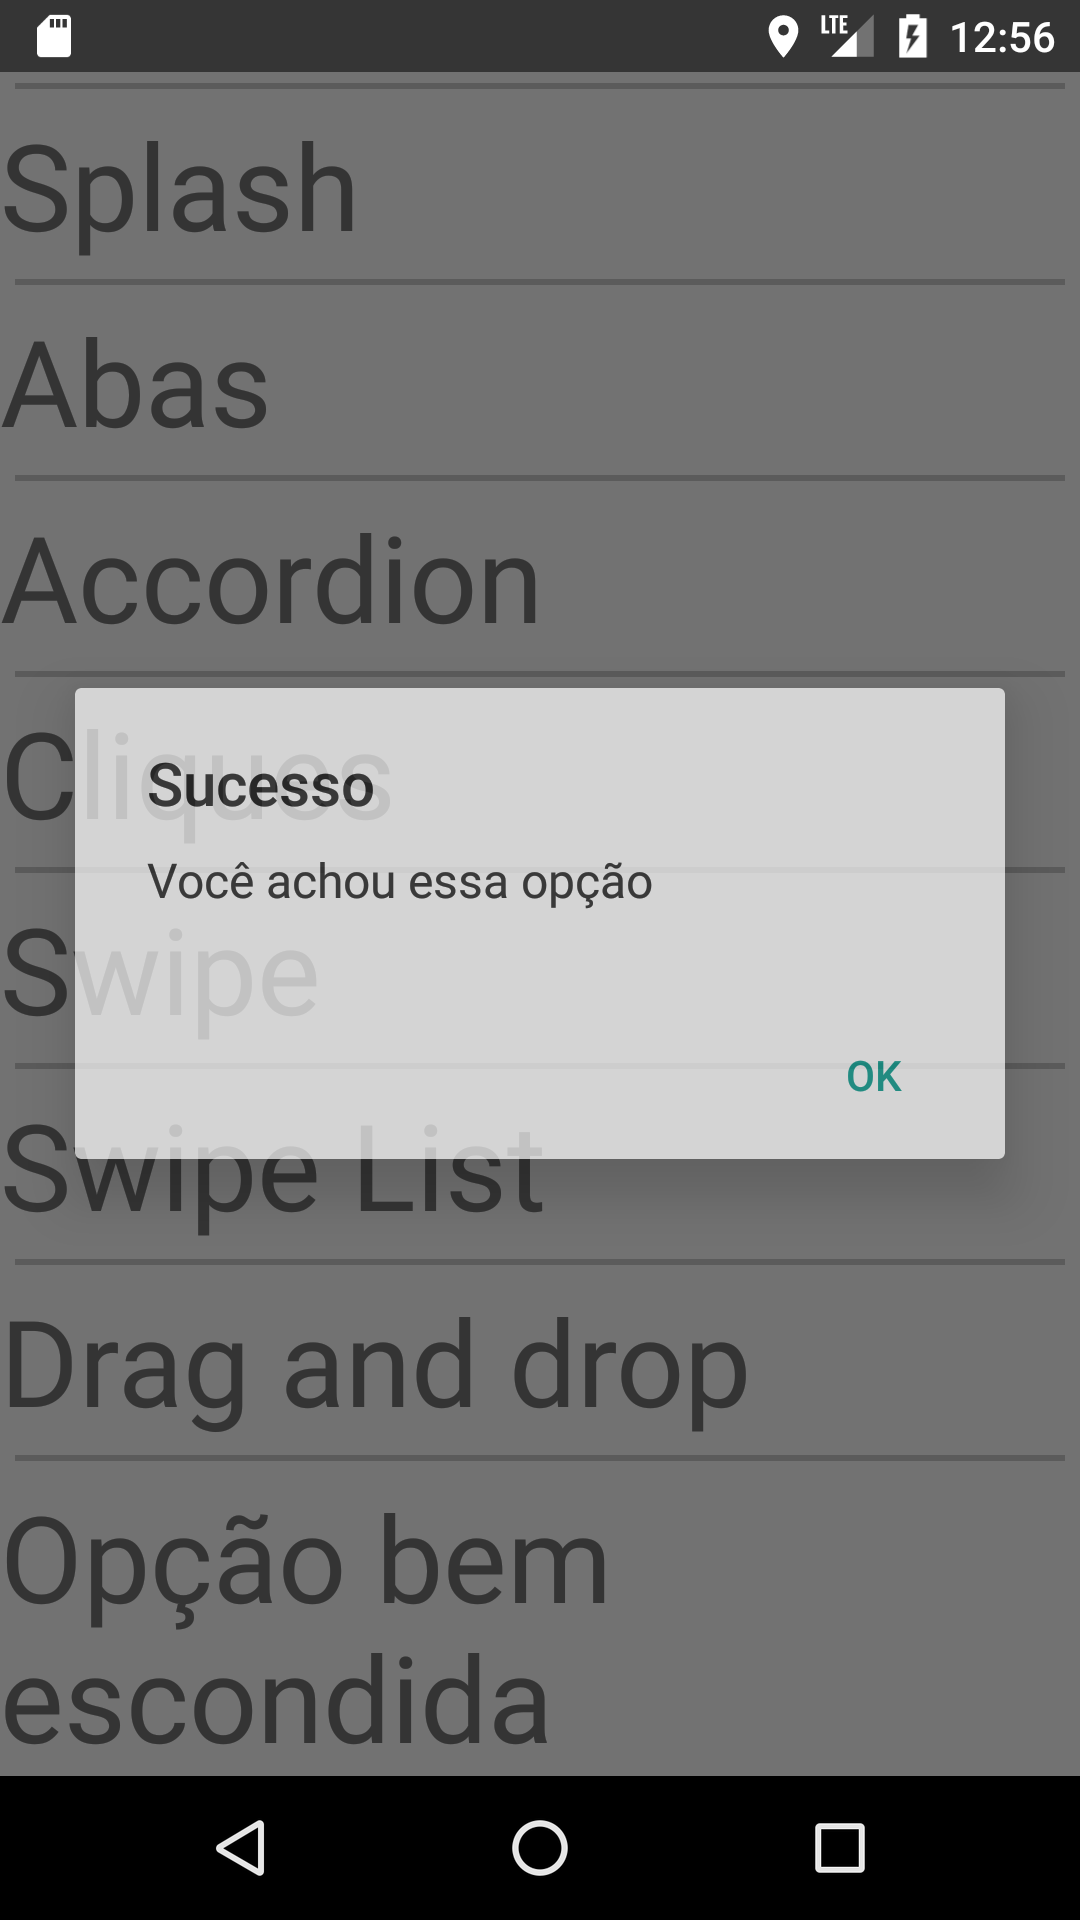 LTE 12:56
Splash
Abas
Accordion
Cliques
Sucesso
Você achou essa opção
Swipe
OK
Swipe List
Drag and drop
Opção bem
escondida